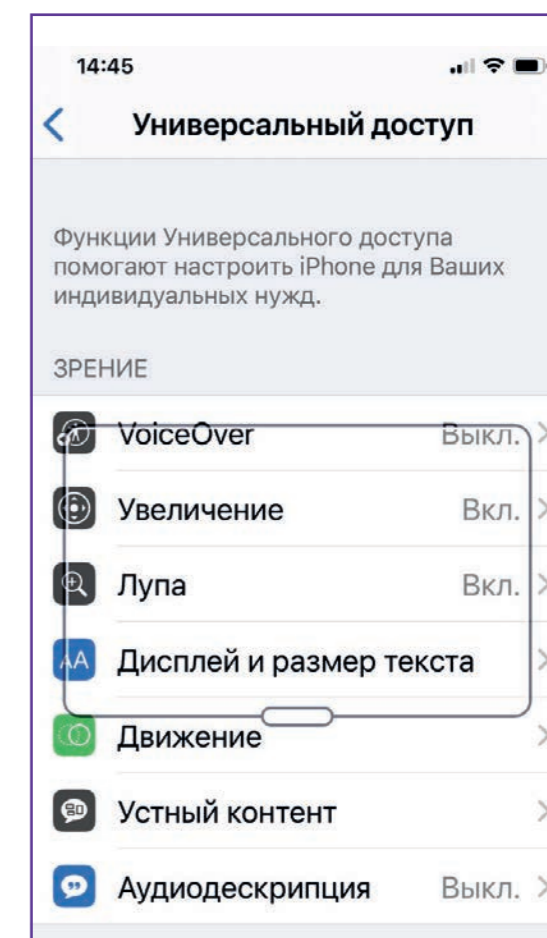 14:45
Универсальный доступ
Функции Универсального доступа
помогают настроить iPhone для Ваших
индивидуальных нужд.
ЗРЕНИЕ
VoiceOver Выкл.
Увеличение Вкл.
Лупа Вкл.
AA Дисплей и размер текста
Движение
Устный контент
Аудиодескрипция Выкл.